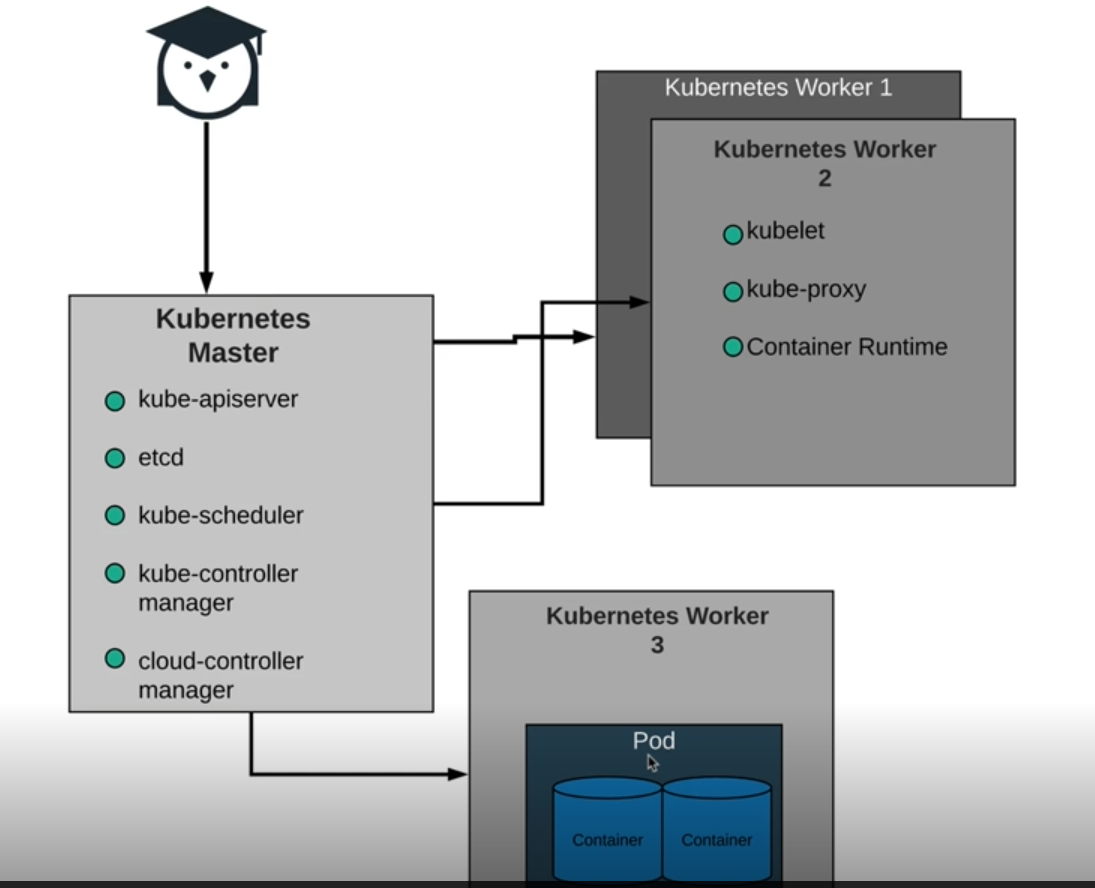 Kubernetes Worker 1
Kubernetes Worker
2
kubelet
kube-proxy
Container Runtime
Kubernetes
Master
kube-apiserver
etcd
kube-scheduler
kube-controller
manager
cloud-controller
manager
Kubernetes Worker
3
Pod
Container
Container